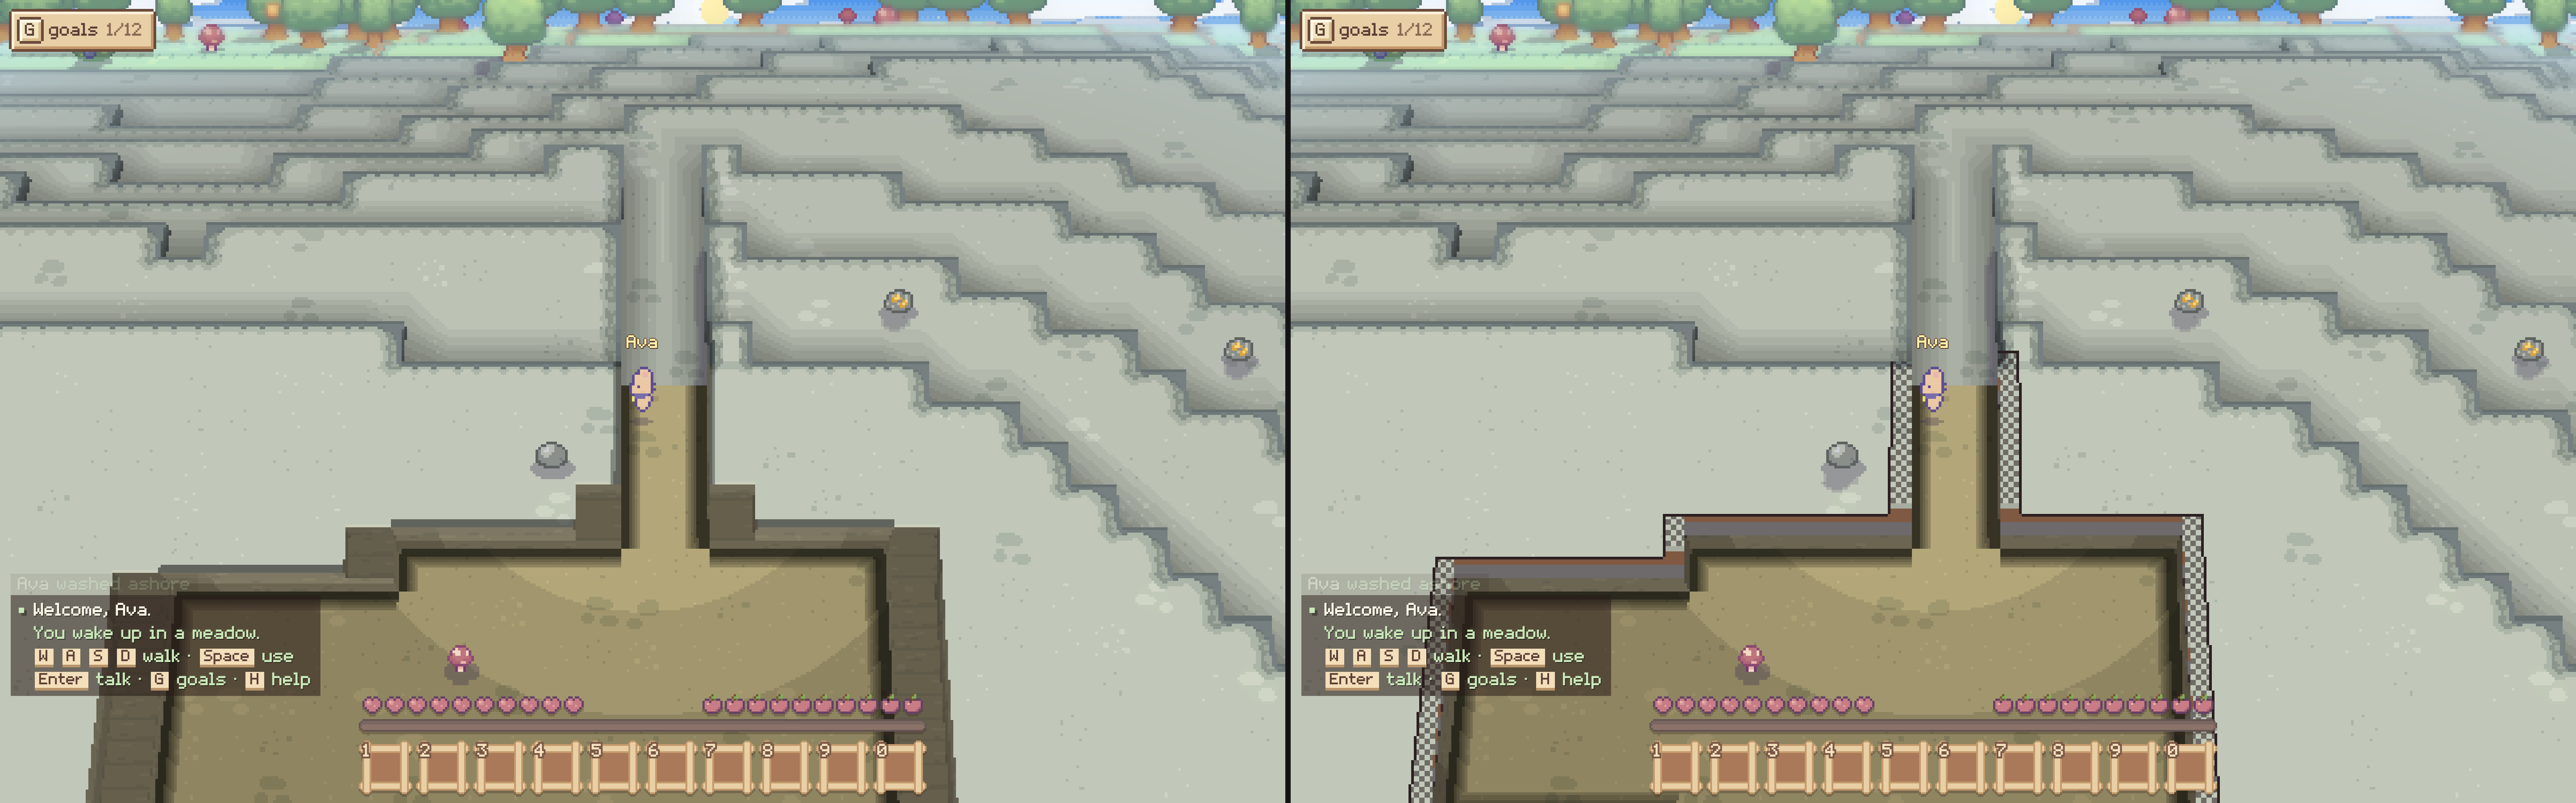 G goals 1/12
Ava
Ava washed ashore
Welcome, Ava.
You wake up in a meadow.
W A S D walk · Space use
Enter talk · G goals · H help
1 2 3 4 5 6 7 8 9 0
G goals 1/12
Ava
Ava washed ashore
Welcome, Ava.
You wake up in a meadow.
W A S D walk · Space use
Enter talk · G goals · H help
1 2 3 4 5 6 7 8 9 0